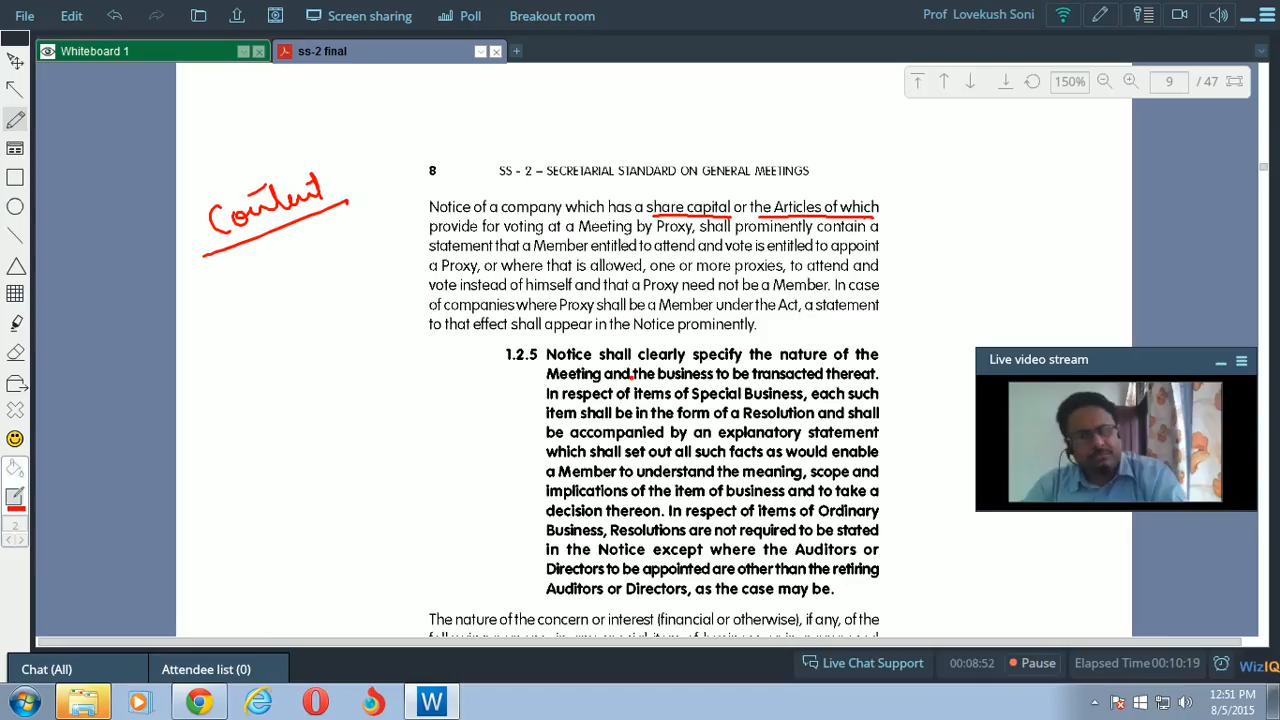 File Edit Screen sharing Poll Breakout room Prof Lovekush Soni
Whiteboard 1 ss-2 final
150% 9 / 47
Content
8 SS - 2 – SECRETARIAL STANDARD ON GENERAL MEETINGS
Notice of a company which has a share capital or the Articles of which
provide for voting at a Meeting by Proxy, shall prominently contain a
statement that a Member entitled to attend and vote is entitled to appoint
a Proxy, or where that is allowed, one or more proxies, to attend and
vote instead of himself and that a Proxy need not be a Member. In case
of companies where Proxy shall be a Member under the Act, a statement
to that effect shall appear in the Notice prominently.
1.2.5 Notice shall clearly specify the nature of the
Meeting and the business to be transacted thereat.
In respect of items of Special Business, each such
item shall be in the form of a Resolution and shall
be accompanied by an explanatory statement
which shall set out all such facts as would enable
a Member to understand the meaning, scope and
implications of the item of business and to take a
decision thereon. In respect of items of Ordinary
Business, Resolutions are not required to be stated
in the Notice except where the Auditors or
Directors to be appointed are other than the retiring
Auditors or Directors, as the case may be.
The nature of the concern or interest (financial or otherwise), if any, of the
Live video stream
2
Chat (All) Attendee list (0) Live Chat Support 00:08:52 Pause Elapsed Time 00:10:19 WizIQ
12:51 PM
8/5/2015